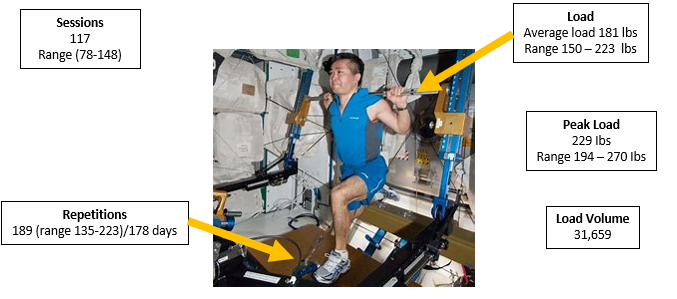 Sessions
117
Range (78-148)
Load
Average load 181 lbs
Range 150 – 223 lbs
Peak Load
229 lbs
Range 194 – 270 lbs
Repetitions
189 (range 135-223)/178 days
Load Volume
31,659